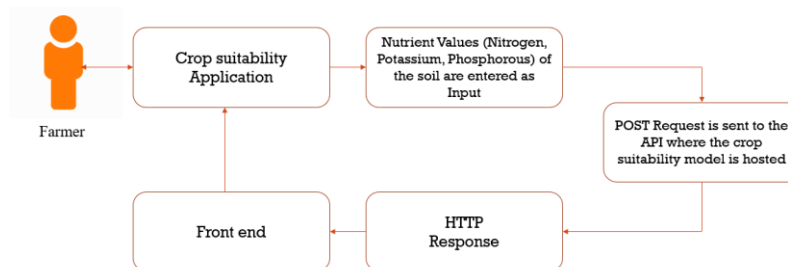 Crop suitability
Application
Nutrient Values (Nitrogen,
Potassium, Phosphorous) of
the soil are entered as
Input
Farmer
POST Request is sent to the
API where the crop
suitability model is hosted
Front end
HTTP
Response